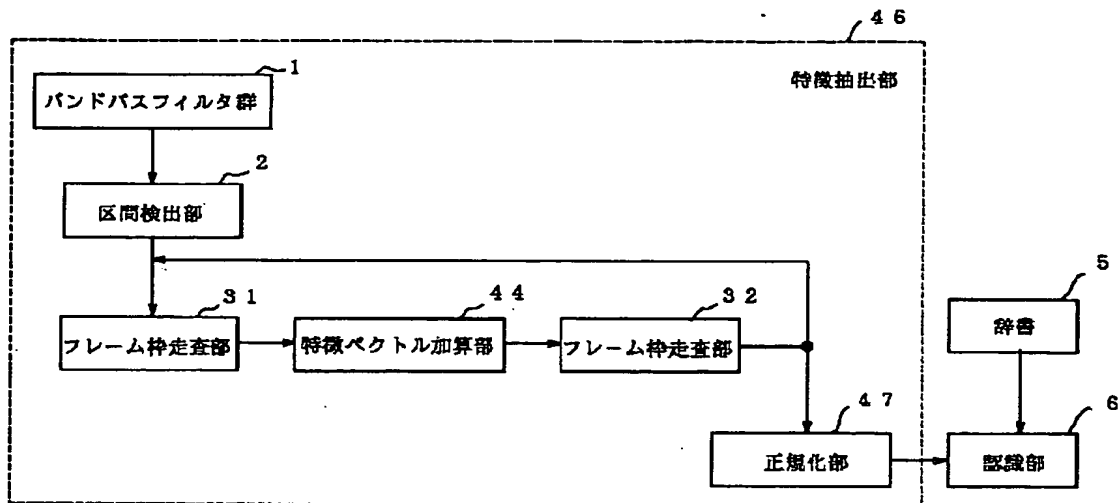 46
特徴抽出部
1
バンドパスフィルタ群
2
区間検出部
31
フレーム枠走査部
44
特徴ベクトル加算部
32
フレーム枠走査部
5
辞書
47
正規化部
6
認識部